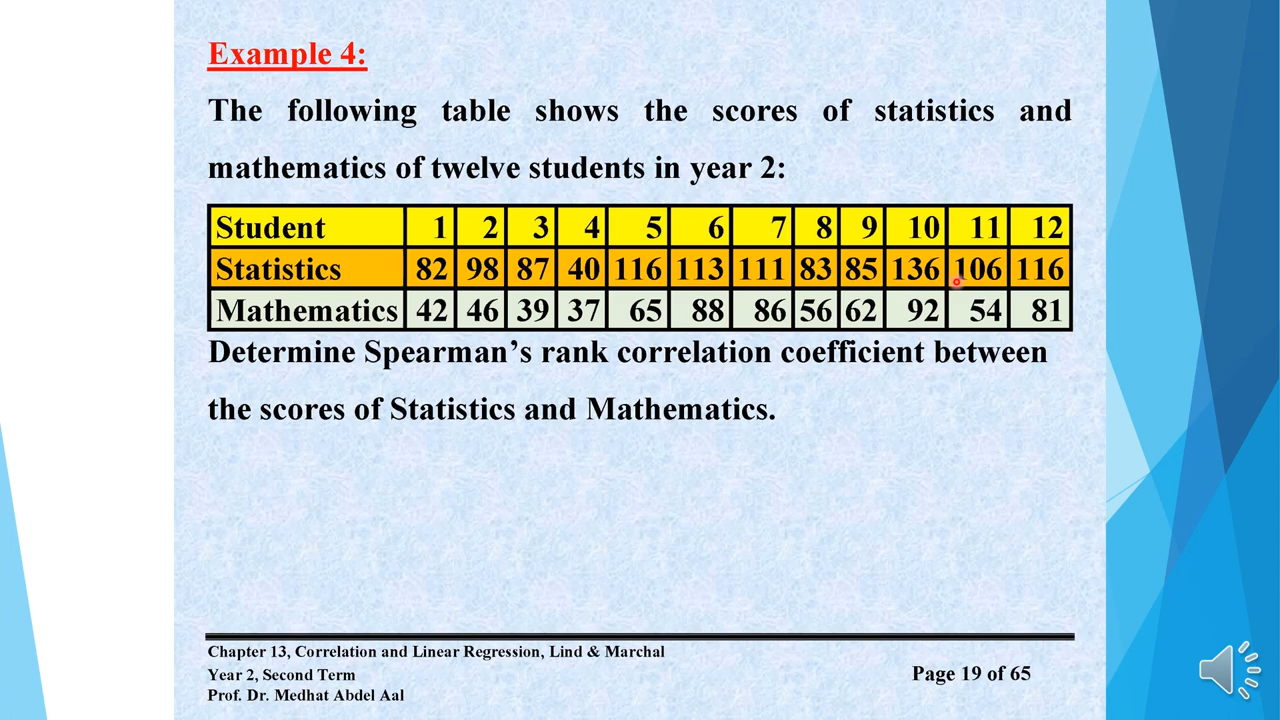 Example 4:
The following table shows the scores of statistics and
mathematics of twelve students in year 2:
Student 1 2 3 4 5 6 7 8 9 10 11 12
Statistics 82 98 87 40 116 113 111 83 85 136 106 116
Mathematics 42 46 39 37 65 88 86 56 62 92 54 81
Determine Spearman’s rank correlation coefficient between
the scores of Statistics and Mathematics.
Chapter 13, Correlation and Linear Regression, Lind & Marchal
Year 2, Second Term Page 19 of 65
Prof. Dr. Medhat Abdel Aal